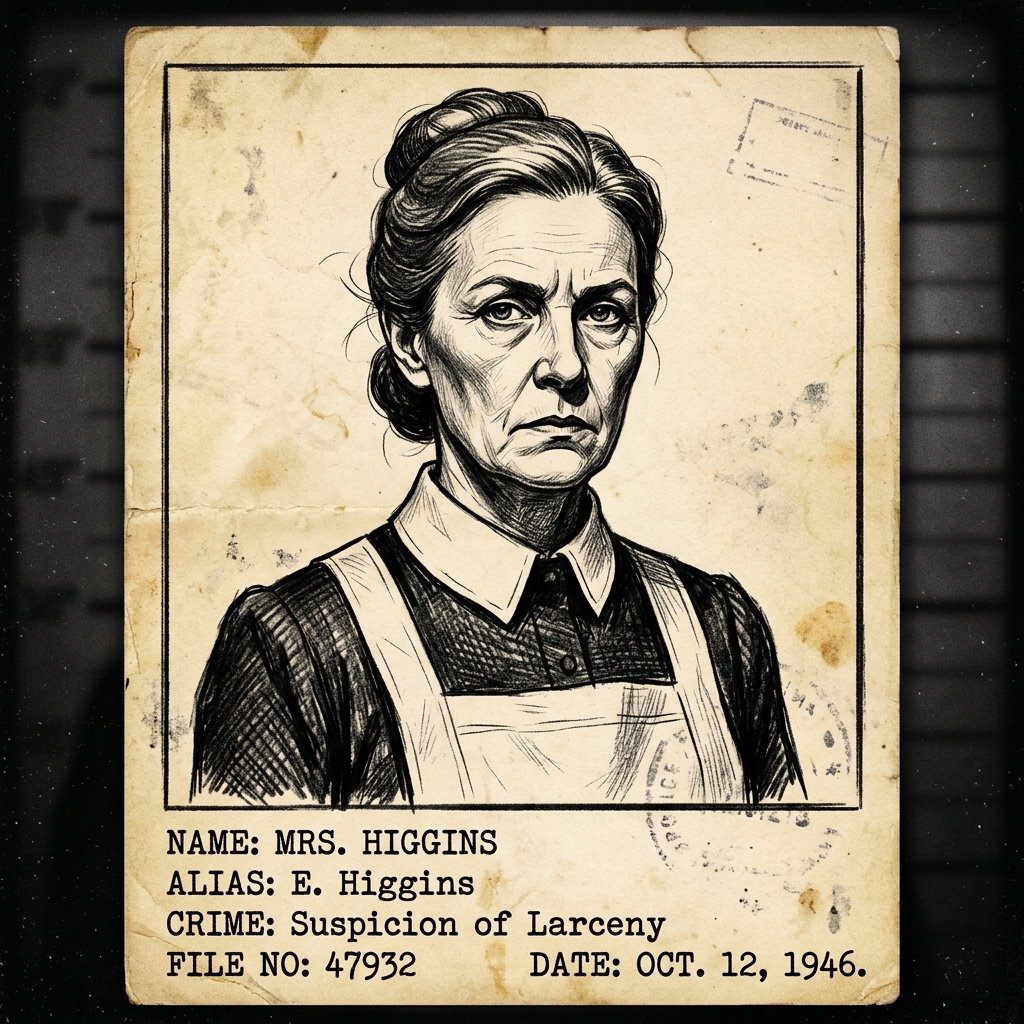 NAME: MRS. HIGGINS
ALIAS: E. Higgins
CRIME: Suspicion of Larceny
FILE NO: 47932 DATE: OCT. 12, 1946.